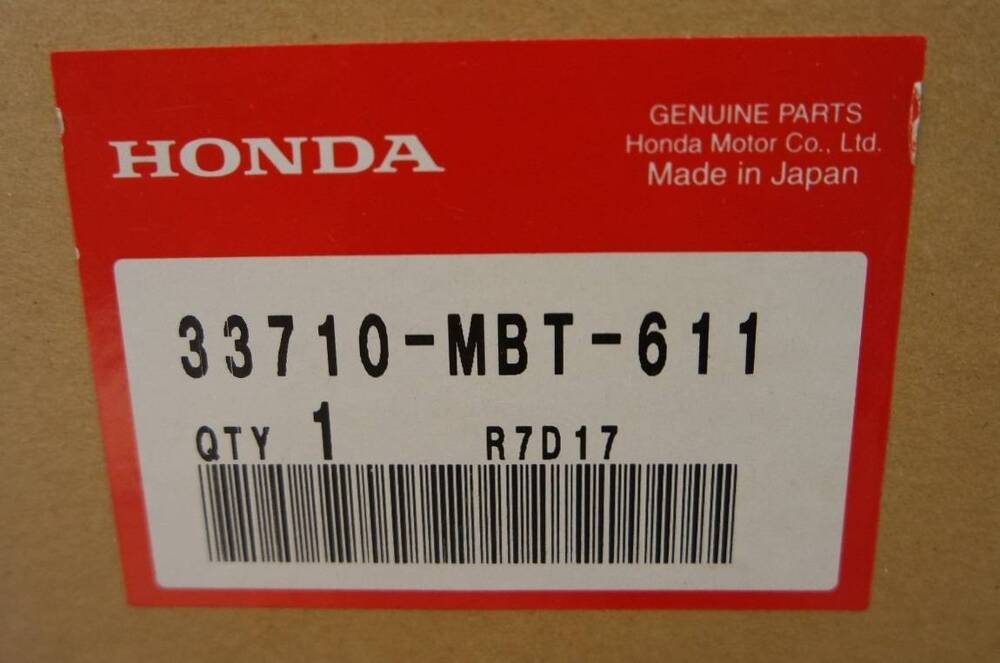 HONDA
GENUINE PARTS
Honda Motor Co., Ltd.
Made in Japan
33710-MBT-611
QTY 1 R7D17